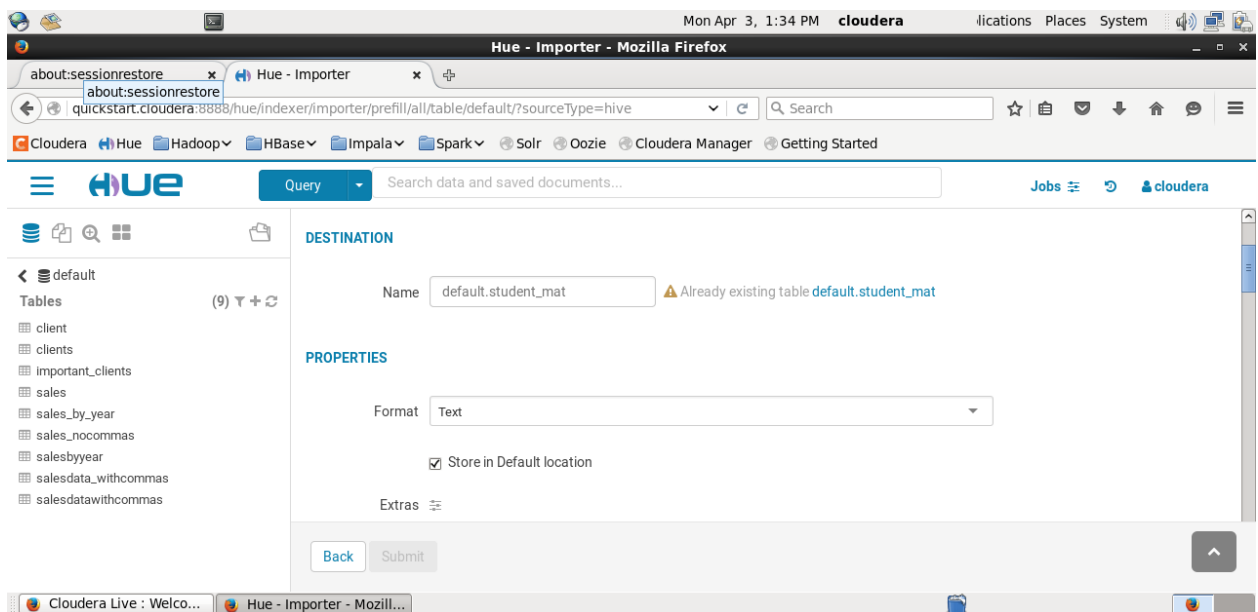 Mon Apr 3, 1:34 PM cloudera lications Places System
Hue - Importer - Mozilla Firefox
about:sessionrestore Hue - Importer
about:sessionrestore
quickstart.cloudera:8888/hue/indexer/importer/prefill/all/table/default/?sourceType=hive Search
Cloudera Hue Hadoop HBase Impala Spark Solr Oozie Cloudera Manager Getting Started
HUE Query Search data and saved documents... Jobs cloudera
DESTINATION
default
Tables (9)
client
clients
important_clients
sales
sales_by_year
sales_nocommas
salesbyyear
salesdata_withcommas
salesdatawithcommas
Name default.student_mat Already existing table default.student_mat
PROPERTIES
Format Text
Store in Default location
Extras
Back Submit
Cloudera Live : Welco... Hue - Importer - Mozill...